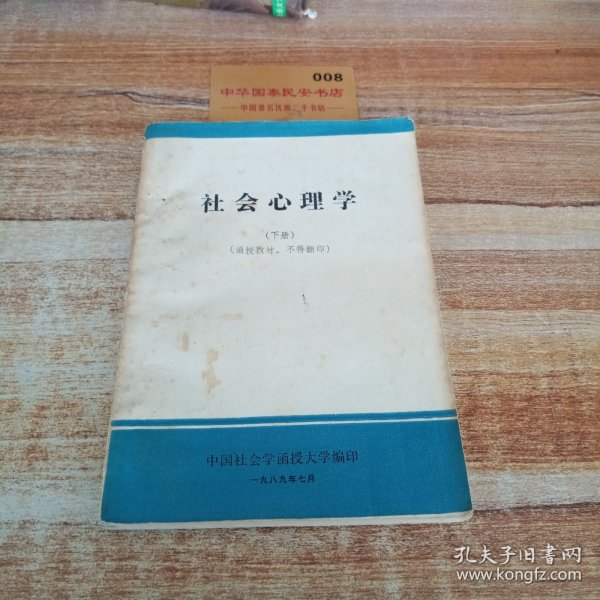 008
中华国泰民安书店
中国著名信用二手书店
社会心理学
（下册）
（函授教材、不得翻印）
中国社会学函授大学编印
一九八九年七月
孔夫子旧书网
www.kongfz.com